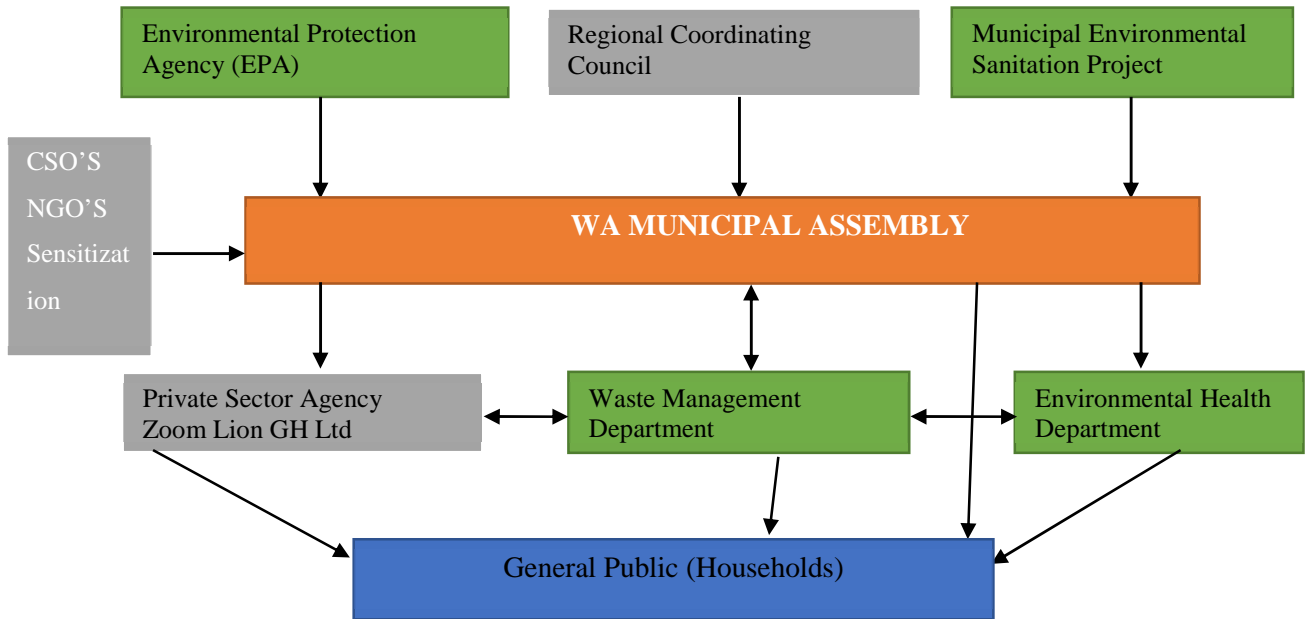 Environmental Protection
Agency (EPA)
Regional Coordinating
Council
Municipal Environmental
Sanitation Project
CSO’S
NGO’S
Sensitizat
ion
WA MUNICIPAL ASSEMBLY
Private Sector Agency
Zoom Lion GH Ltd
Waste Management
Department
Environmental Health
Department
General Public (Households)